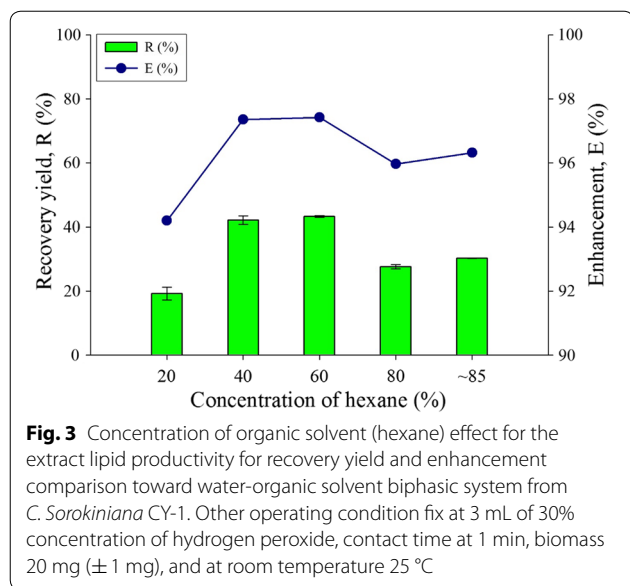 100
80
60
40
20
0
Recovery yield, R (%)
R (%)
E (%)
100
98
96
94
92
90
Enhancement, E (%)
20 40 60 80 ~85
Concentration of hexane (%)
Fig. 3 Concentration of organic solvent (hexane) effect for the
extract lipid productivity for recovery yield and enhancement
comparison toward water-organic solvent biphasic system from
C. Sorokiniana CY-1. Other operating condition fix at 3 mL of 30%
concentration of hydrogen peroxide, contact time at 1 min, biomass
20 mg (± 1 mg), and at room temperature 25 °C